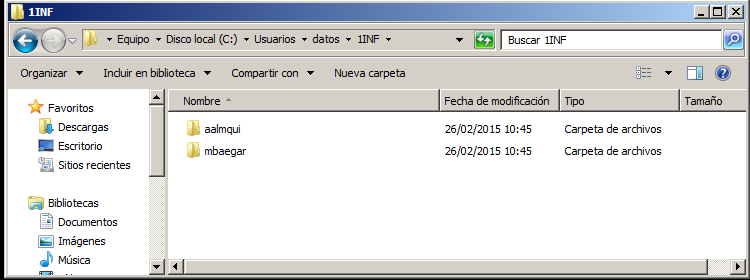 1INF
Equipo Disco local (C:) Usuarios datos 1INF
Buscar 1INF
Organizar Incluir en biblioteca Compartir con Nueva carpeta
Favoritos
Descargas
Escritorio
Sitios recientes
Bibliotecas
Documentos
Imágenes
Música
Nombre Fecha de modificación Tipo Tamaño
aalmqui 26/02/2015 10:45 Carpeta de archivos
mbaegar 26/02/2015 10:45 Carpeta de archivos